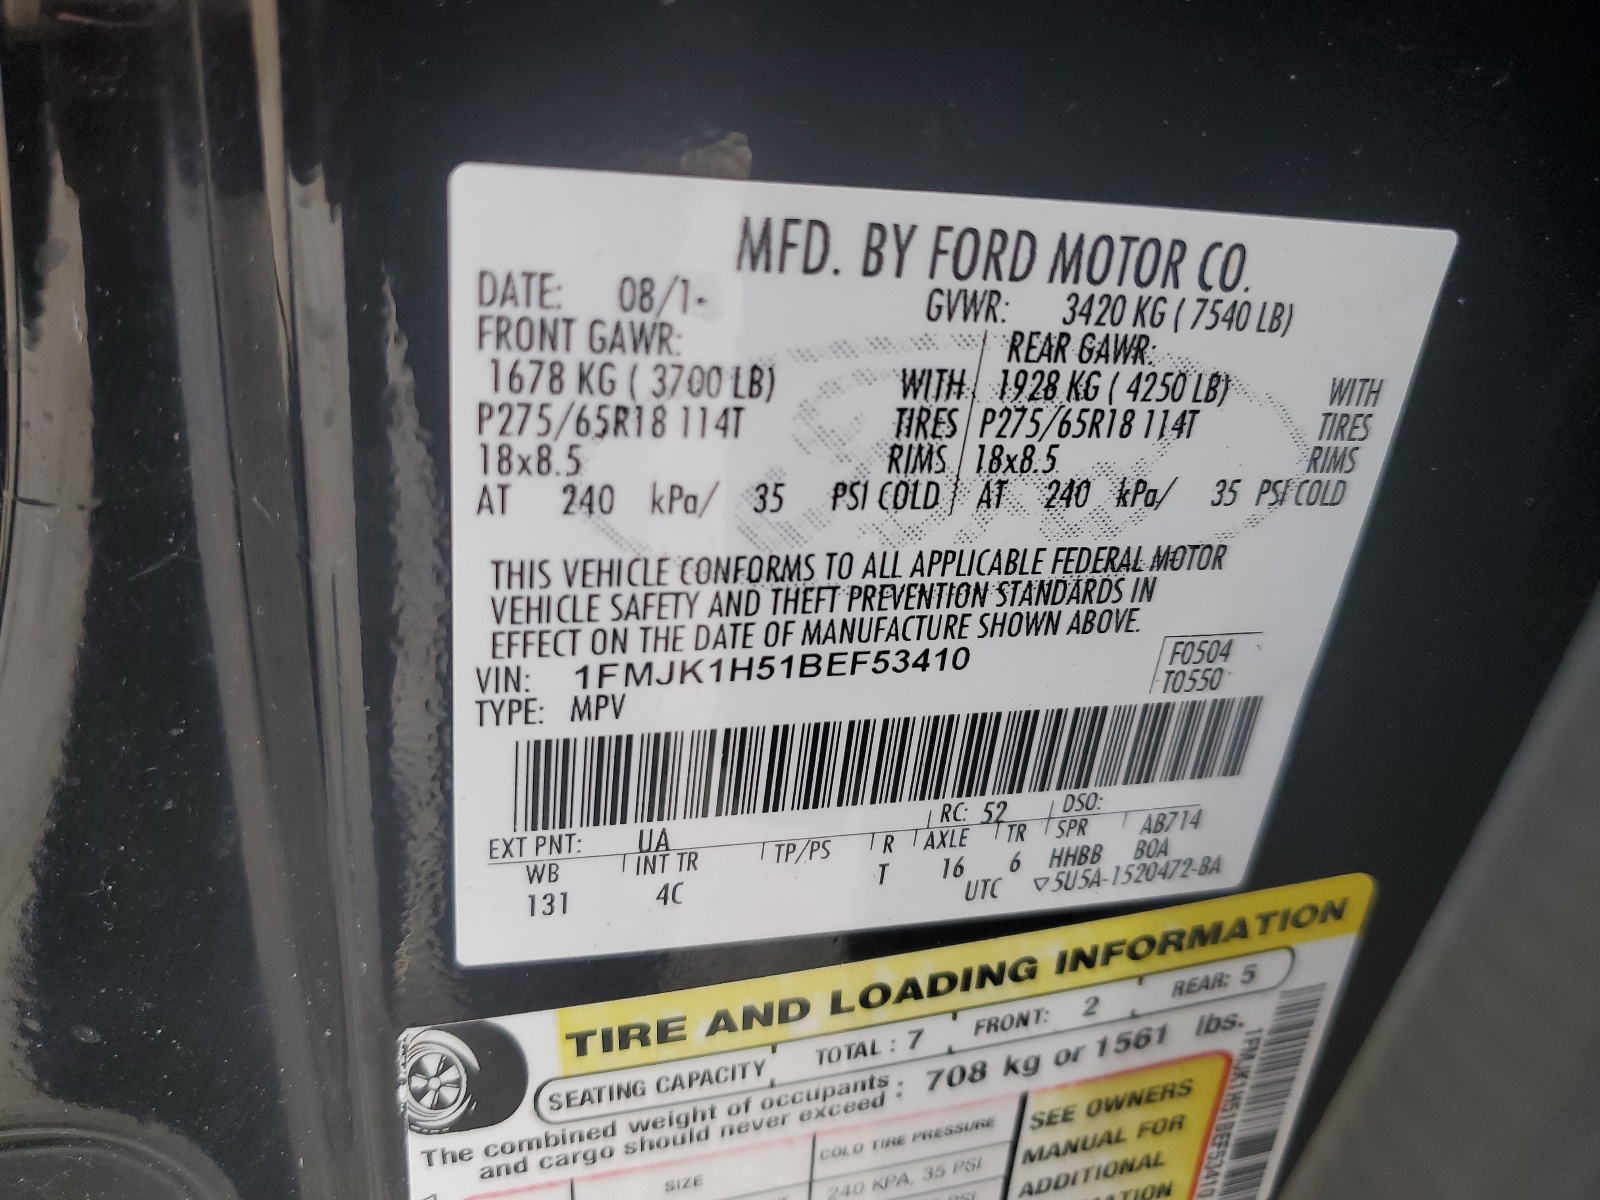 MFD. BY FORD MOTOR CO.
DATE: 08/1 GVWR: 3420 KG ( 7540 LB)
FRONT GAWR: REAR GAWR:
1678 KG ( 3700 LB) WITH 1928 KG ( 4250 LB) WITH
P275/65R18 114T TIRES P275/65R18 114T TIRES
18x8.5 RIMS 18x8.5 RIMS
AT 240 kPa/ 35 PSI COLD AT 240 kPa/ 35 PSI COLD
THIS VEHICLE CONFORMS TO ALL APPLICABLE FEDERAL MOTOR
VEHICLE SAFETY AND THEFT PREVENTION STANDARDS IN
EFFECT ON THE DATE OF MANUFACTURE SHOWN ABOVE.
VIN: 1FMJK1H51BEF53410 F0504
TYPE: MPV T0550
EXT PNT: UA RC: 52 DSO:
WB INT TR TP/PS R AXLE TR SPR AB714
131 4C T 16 6 HHBB BOA
UTC ▽5U5A-1520472-BA
TIRE AND LOADING INFORMATION
SEATING CAPACITY TOTAL : 7 FRONT: 2 REAR: 5
The combined weight of occupants : 708 kg or 1561 lbs.
and cargo should never exceed :
SIZE COLD TIRE PRESSURE SEE OWNERS
240 KPA, 35 PSI MANUAL FOR
PSI ADDITIONAL
1FMJK1H51BEF53410